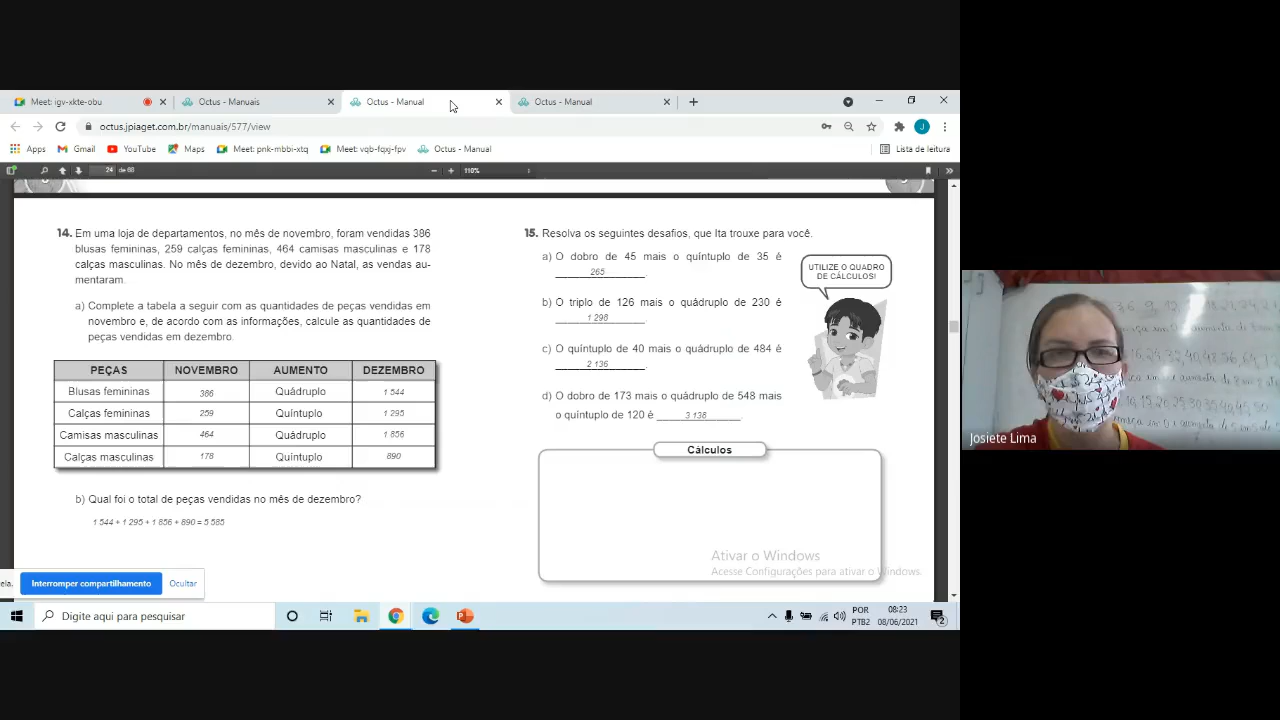 Meet: igv-xkte-obu
Octus - Manuais
Octus - Manual
Octus - Manual
octus.jpiaget.com.br/manuais/577/view
J
Apps
Gmail
YouTube
Maps
Meet: pnk-mbbi-xtq
Meet: vqb-fqxj-fpv
Octus - Manual
Lista de leitura
24 de 68
110%
14. Em uma loja de departamentos, no mês de novembro, foram vendidas 386
blusas femininas, 259 calças femininas, 464 camisas masculinas e 178
calças masculinas. No mês de dezembro, devido ao Natal, as vendas au-
mentaram.
a) Complete a tabela a seguir com as quantidades de peças vendidas em
novembro e, de acordo com as informações, calcule as quantidades de
peças vendidas em dezembro.
PEÇAS NOVEMBRO AUMENTO DEZEMBRO
Blusas femininas 386 Quádruplo 1 544
Calças femininas 259 Quíntuplo 1 295
Camisas masculinas 464 Quádruplo 1 856
Calças masculinas 178 Quíntuplo 890
b) Qual foi o total de peças vendidas no mês de dezembro?
1 544 + 1 295 + 1 856 + 890 = 5 585
15. Resolva os seguintes desafios, que Ita trouxe para você.
a) O dobro de 45 mais o quíntuplo de 35 é
265.
b) O triplo de 126 mais o quádruplo de 230 é
1 298.
c) O quíntuplo de 40 mais o quádruplo de 484 é
2 136.
d) O dobro de 173 mais o quádruplo de 548 mais
o quíntuplo de 120 é 3 138.
UTILIZE O QUADRO
DE CÁLCULOS!
Cálculos
Ativar o Windows
Acesse Configurações para ativar o Windows.
ela.
Interromper compartilhamento
Ocultar
Digite aqui para pesquisar
POR
PTB2
08:23
08/06/2021
2
Josiete Lima